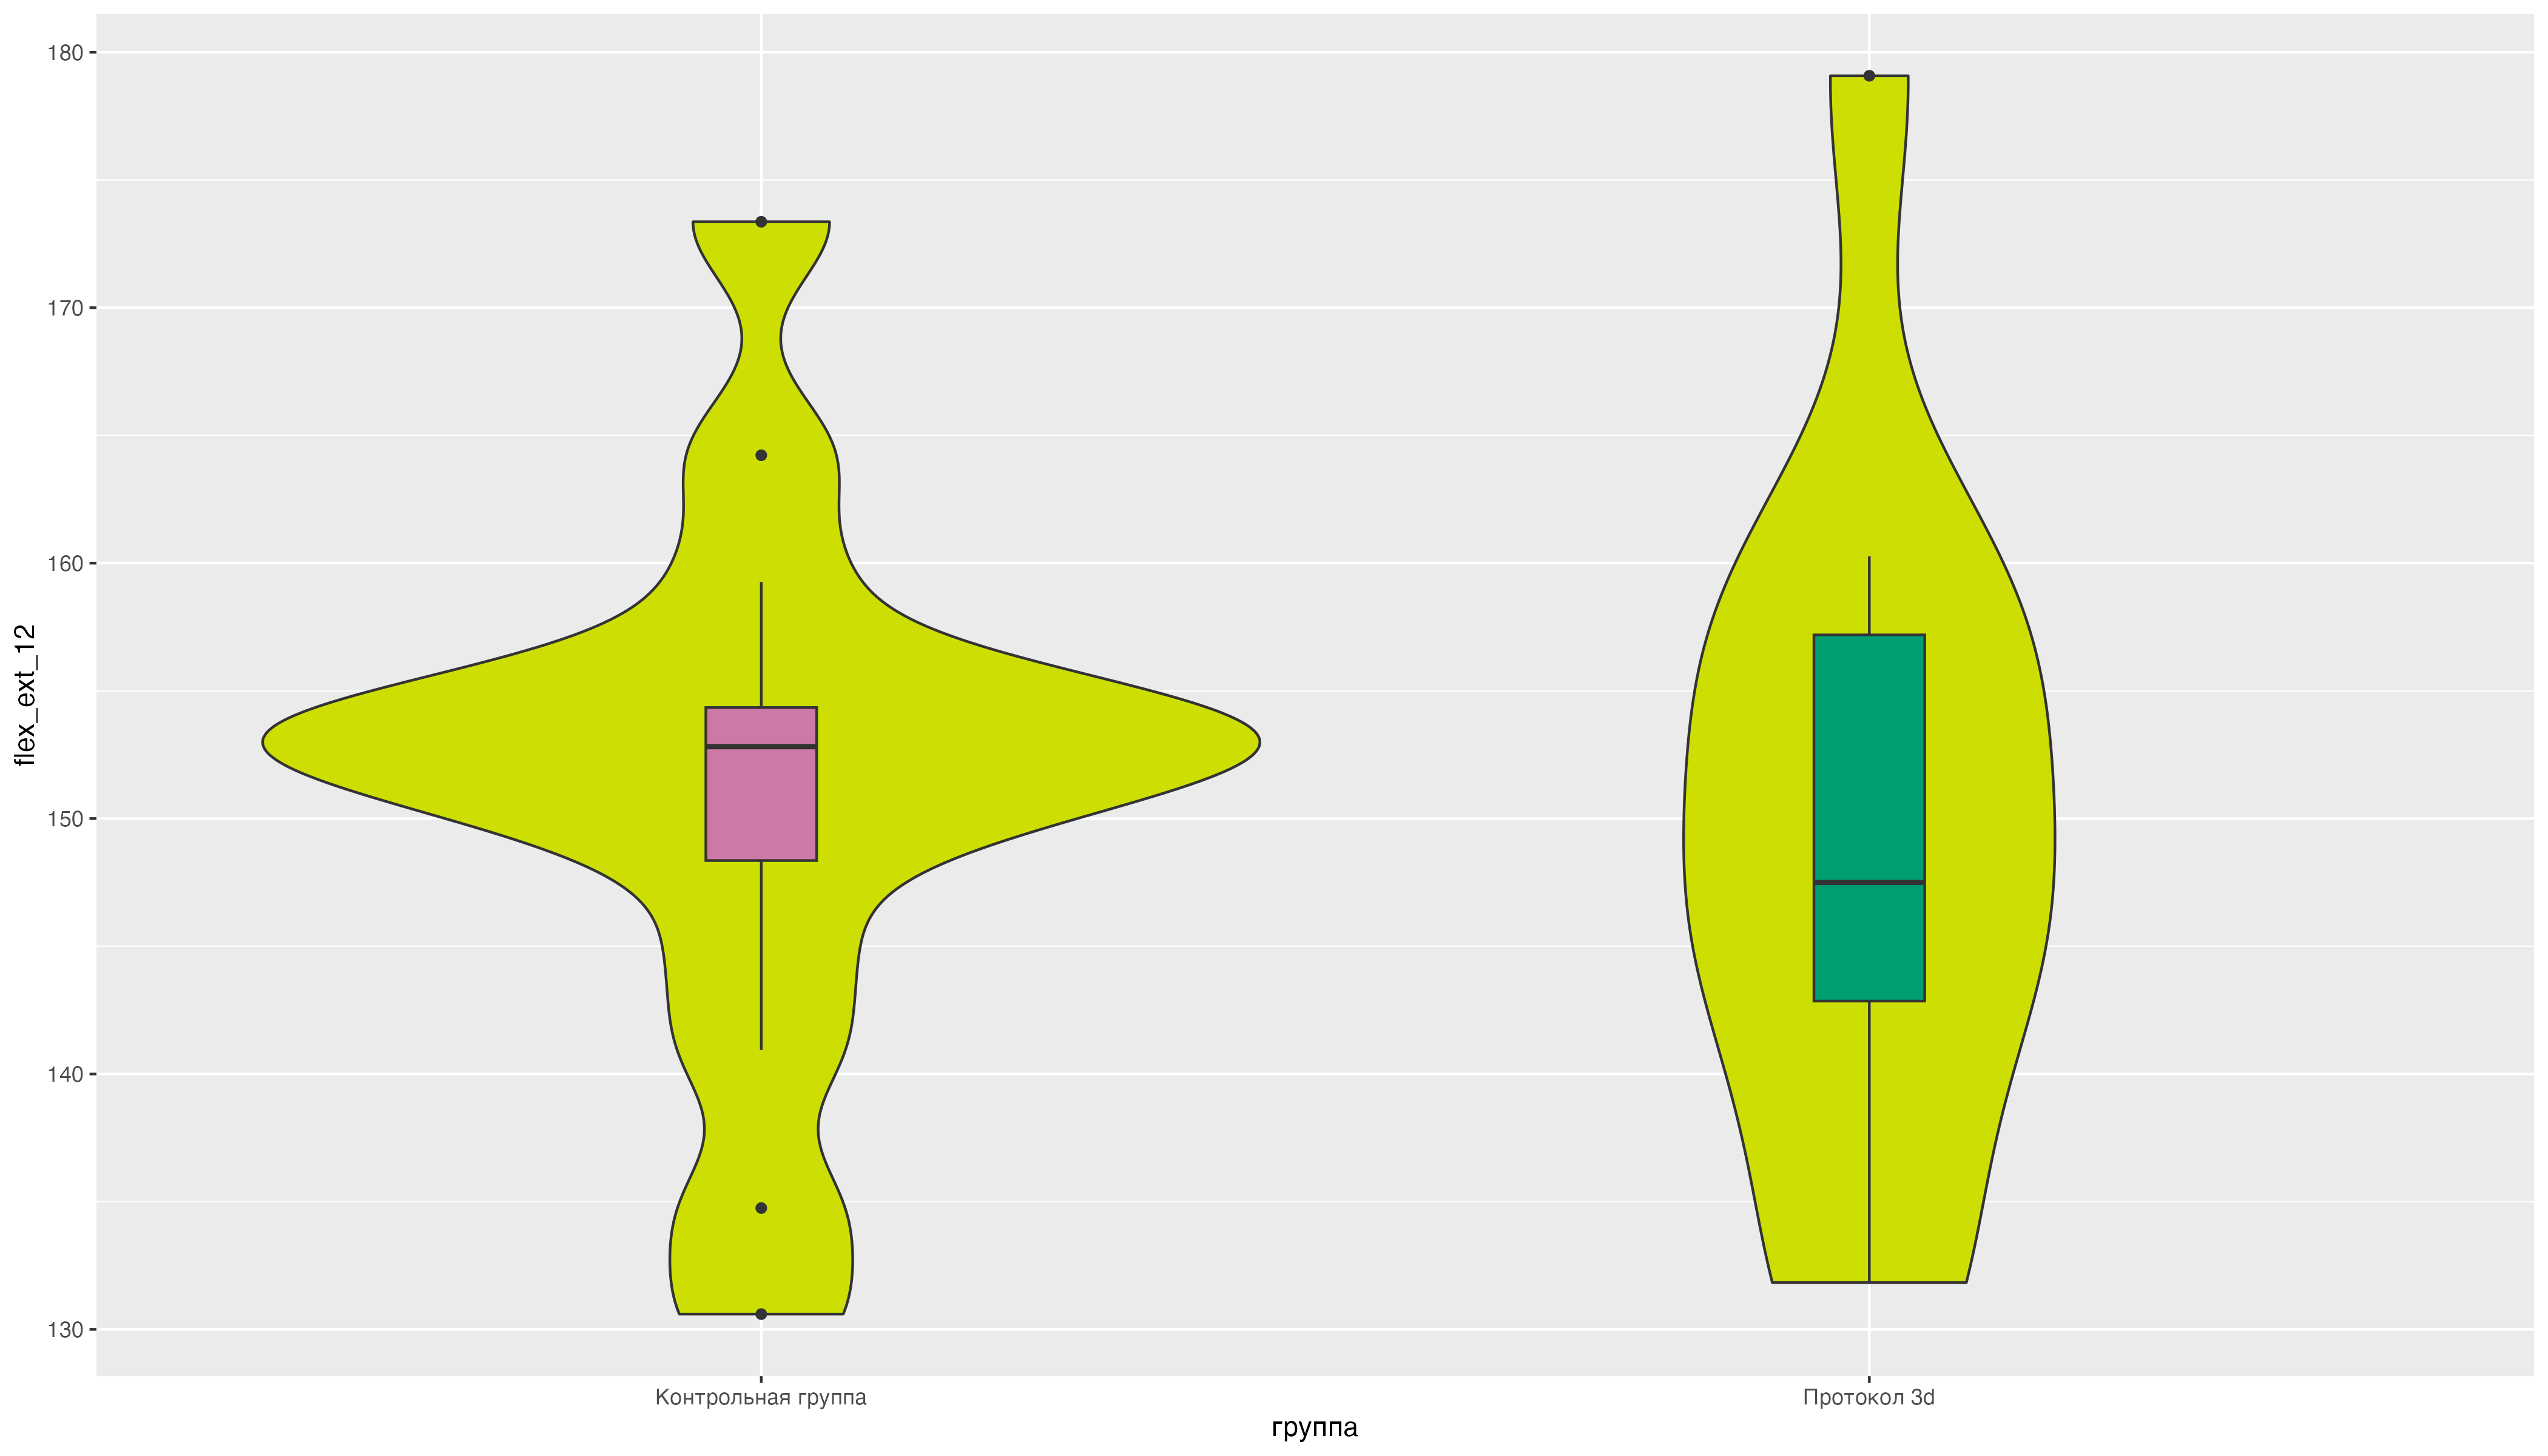 flex_ext_12
180
170
160
150
140
130
Контрольная группа
Протокол 3d
группа